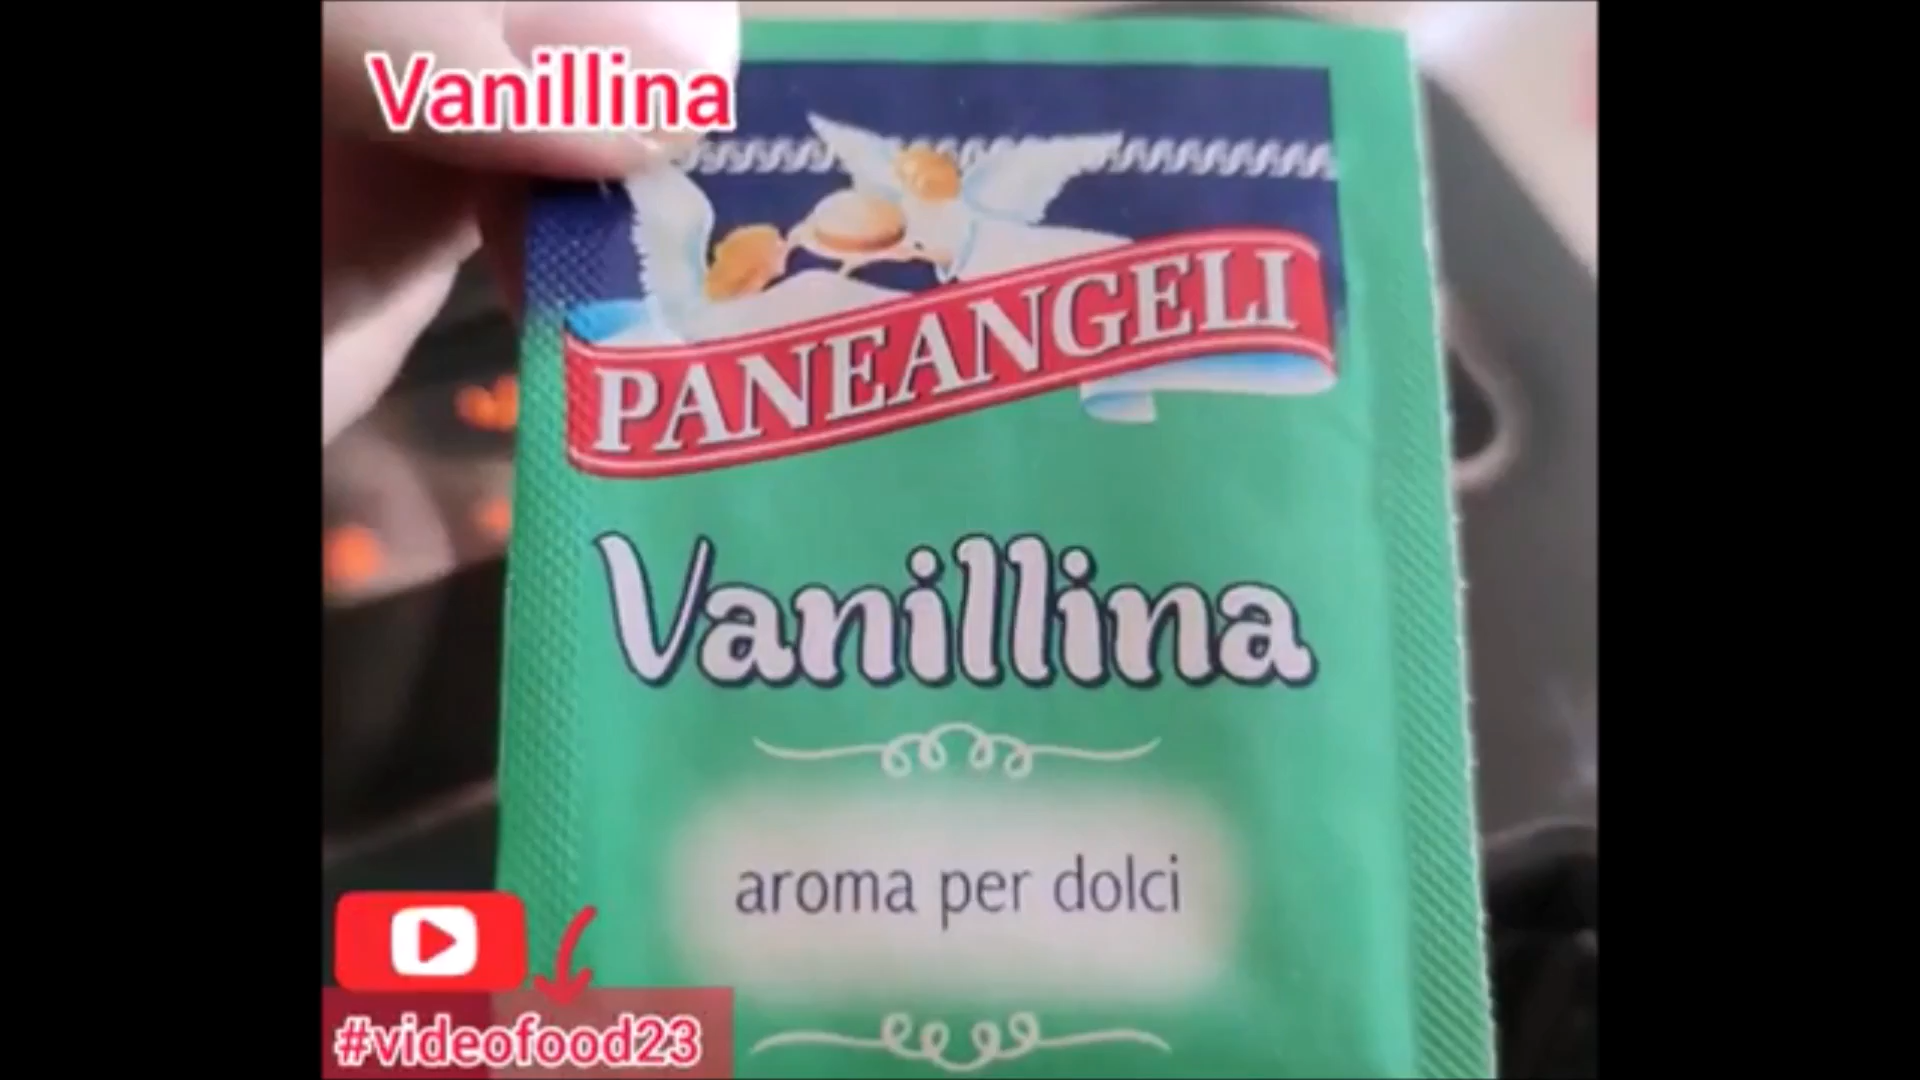 Vanillina
PANEANGELI
Vanillina
aroma per dolci
#videofood23